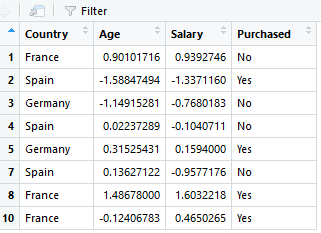 Filter
Country Age Salary Purchased
1 France 0.90101716 0.9392746 No
2 Spain -1.58847494 -1.3371160 Yes
3 Germany -1.14915281 -0.7680183 No
4 Spain 0.02237289 -0.1040711 No
5 Germany 0.31525431 0.1594000 Yes
7 Spain 0.13627122 -0.9577176 No
8 France 1.48678000 1.6032218 Yes
10 France -0.12406783 0.4650265 Yes